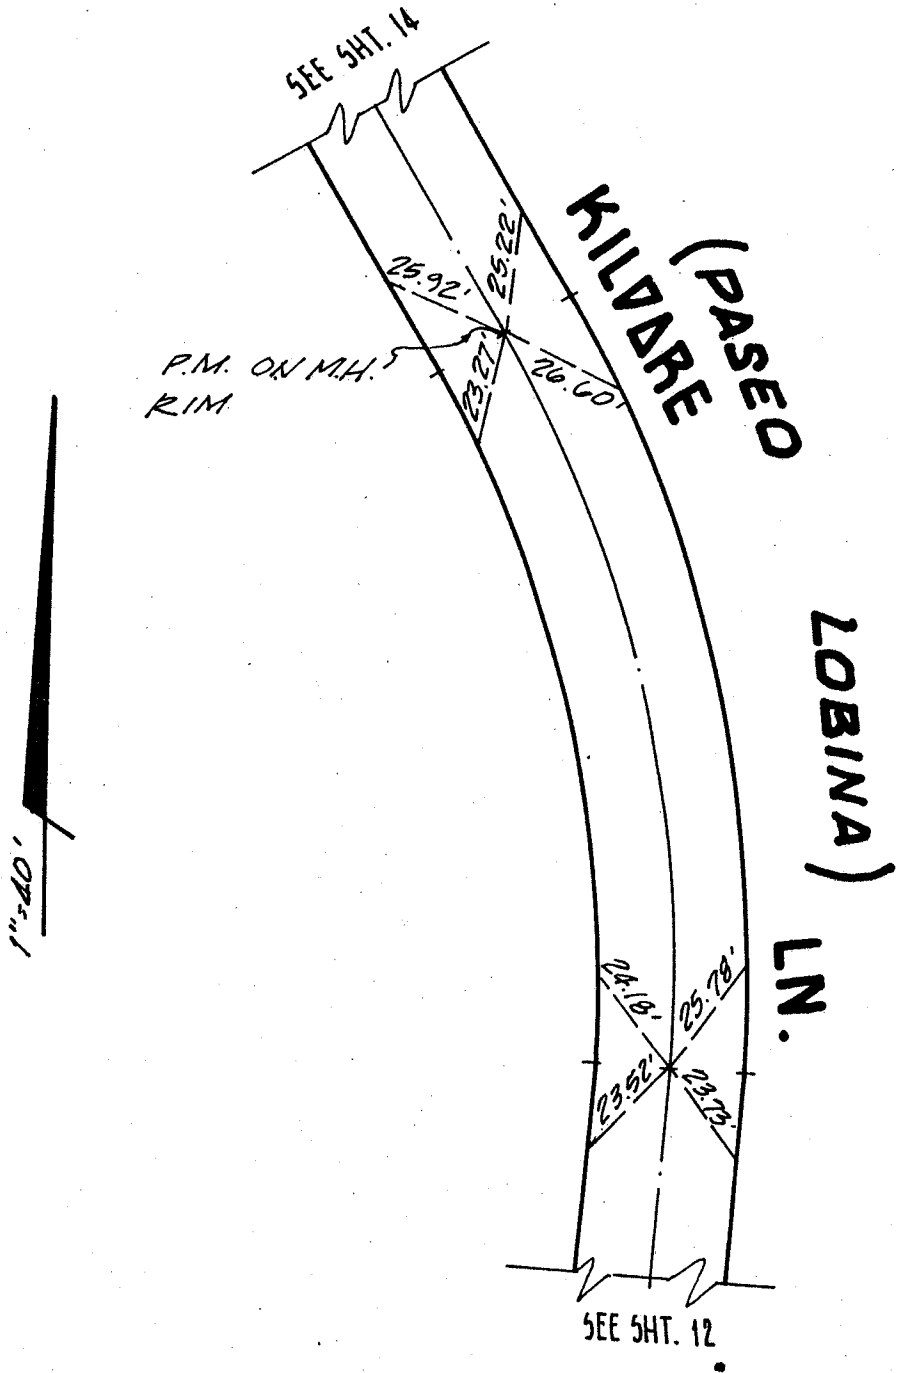 SEE SHT. 14
KILDARE
(PASEO
LOBINA)
LN.
25.92'
25.22'
23.27'
26.60'
P.M. ON M.H.
RIM
1"=40'
24.18'
25.78'
23.52'
23.73'
SEE SHT. 12